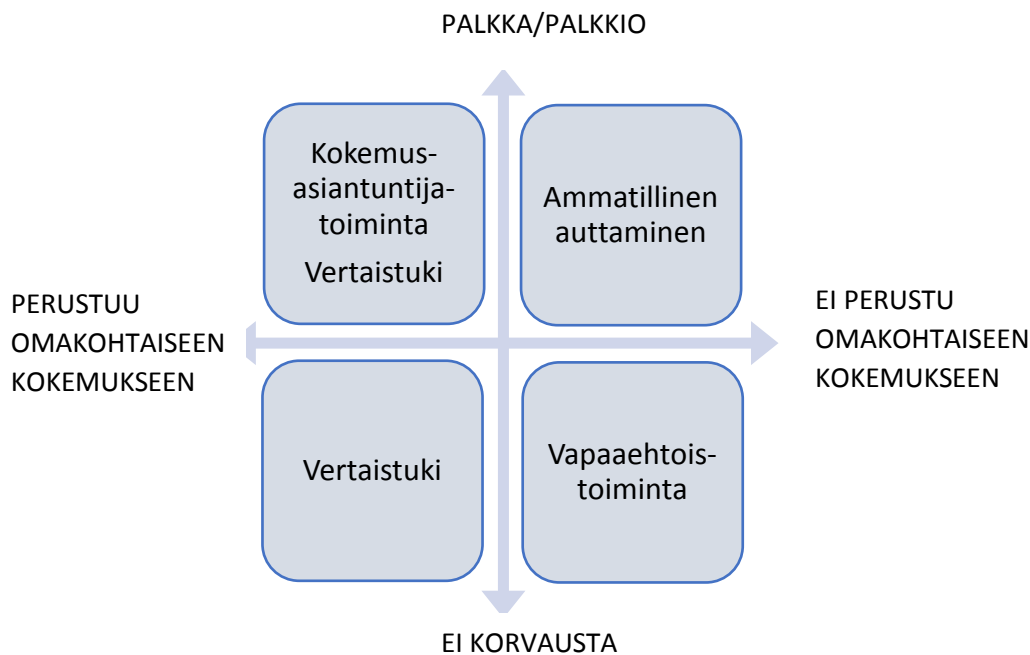 PALKKA/PALKKIO
Kokemus-
asiantuntija-
toiminta
Vertaistuki
Ammatillinen
auttaminen
PERUSTUU
OMAKOHTAISEEN
KOKEMUKSEEN
EI PERUSTU
OMAKOHTAISEEN
KOKEMUKSEEN
Vertaistuki
Vapaaehtois-
toiminta
EI KORVAUSTA